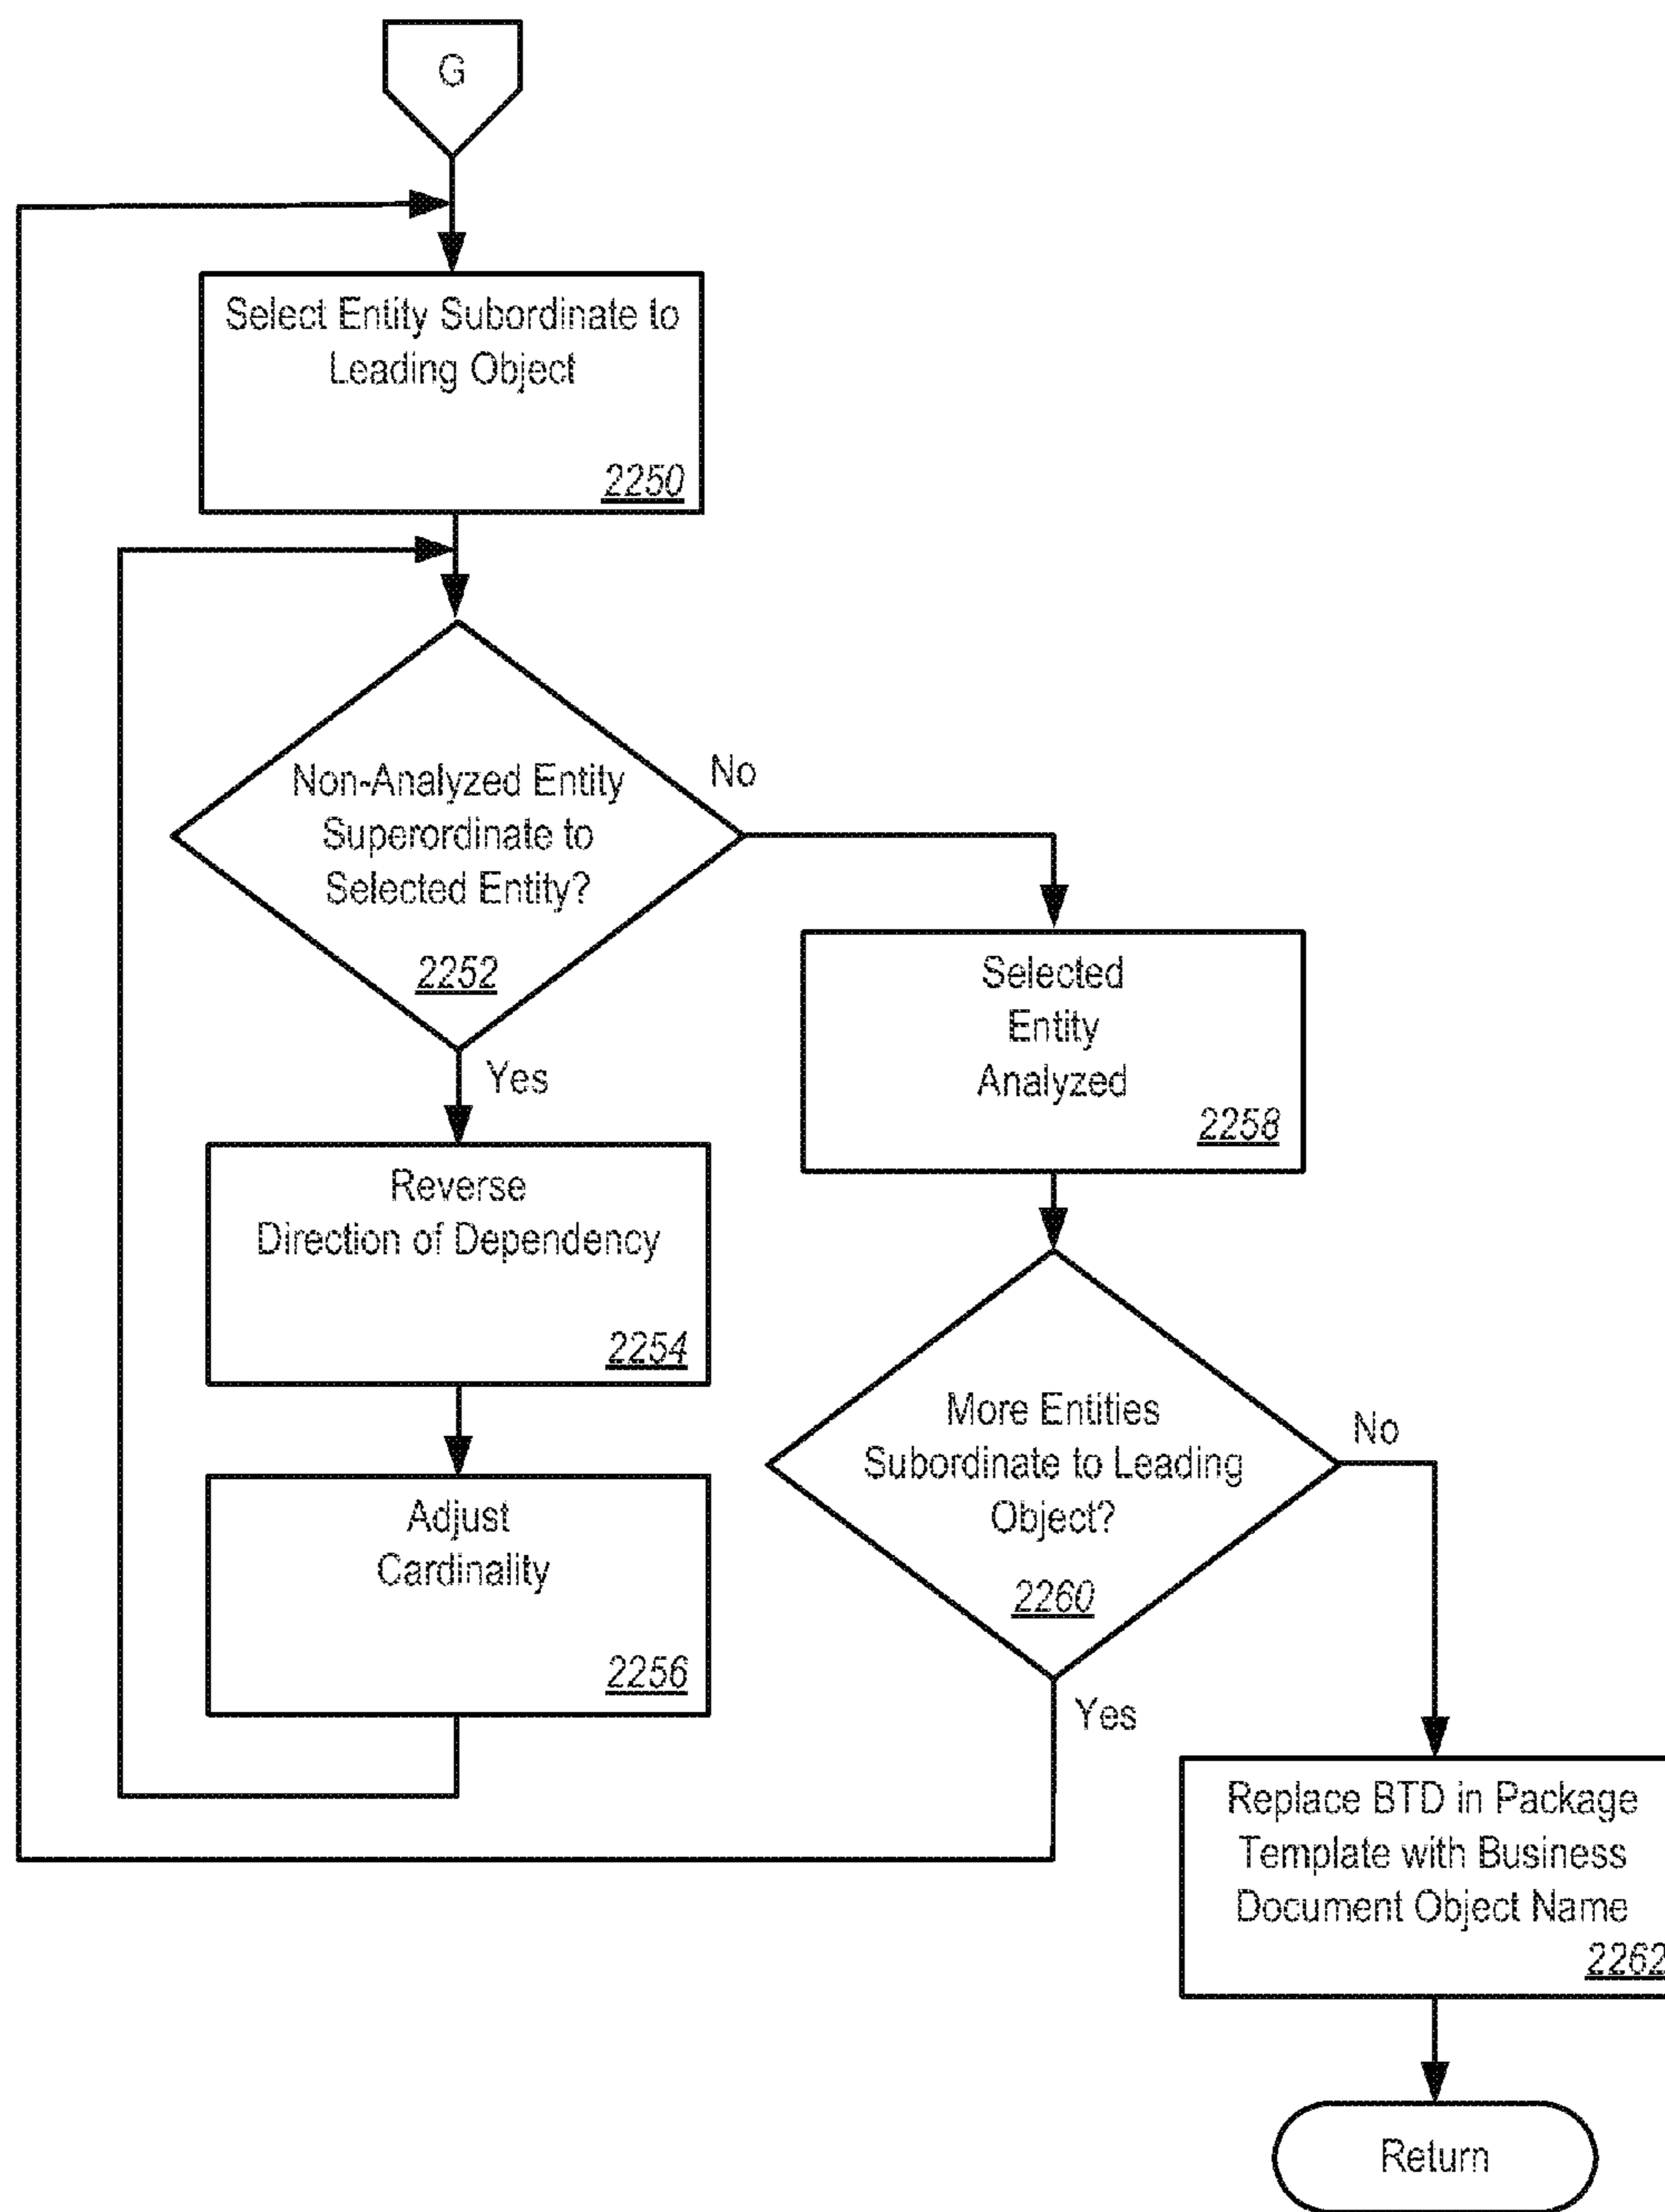 G
Select Entity Subordinate to
Leading Object
2250
Non-Analyzed Entity
Superordinate to
Selected Entity?
2252
No
Yes
Selected
Entity
Analyzed
2258
Reverse
Direction of Dependency
2254
More Entities
Subordinate to Leading
Object?
2260
No
Yes
Adjust
Cardinality
2256
Replace BTD in Package
Template with Business
Document Object Name
2262
Return